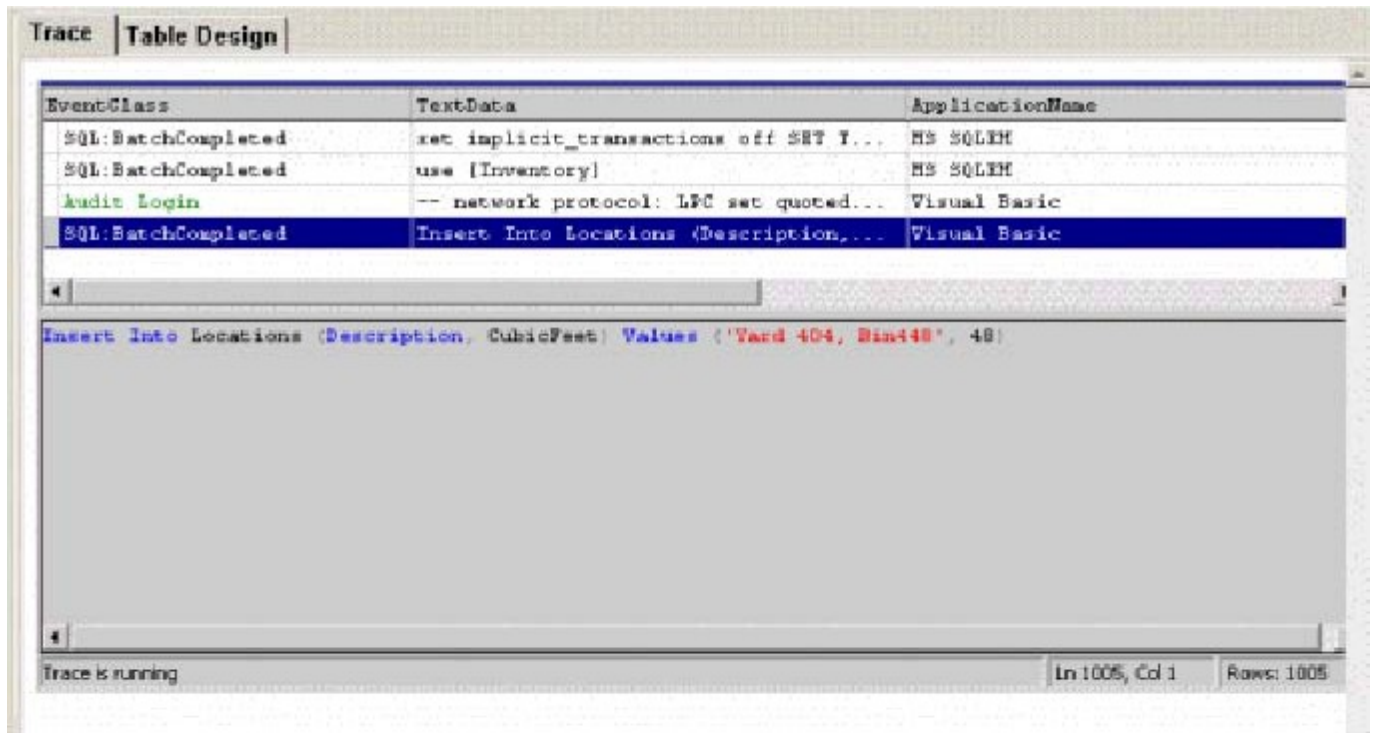 Trace Table Design
EventClass TextData ApplicationName
SQL:BatchCompleted set implicit_transactions off SET T... MS SQLEM
SQL:BatchCompleted use [Inventory] MS SQLEM
Audit Login -- network protocol: LPC set quoted... Visual Basic
SQL:BatchCompleted Insert Into Locations (Description,... Visual Basic
Insert Into Locations (Description, CubicFeet) Values ('Yard 404, Bin448', 48)
Trace is running Ln 1005, Col 1 Rows: 1005